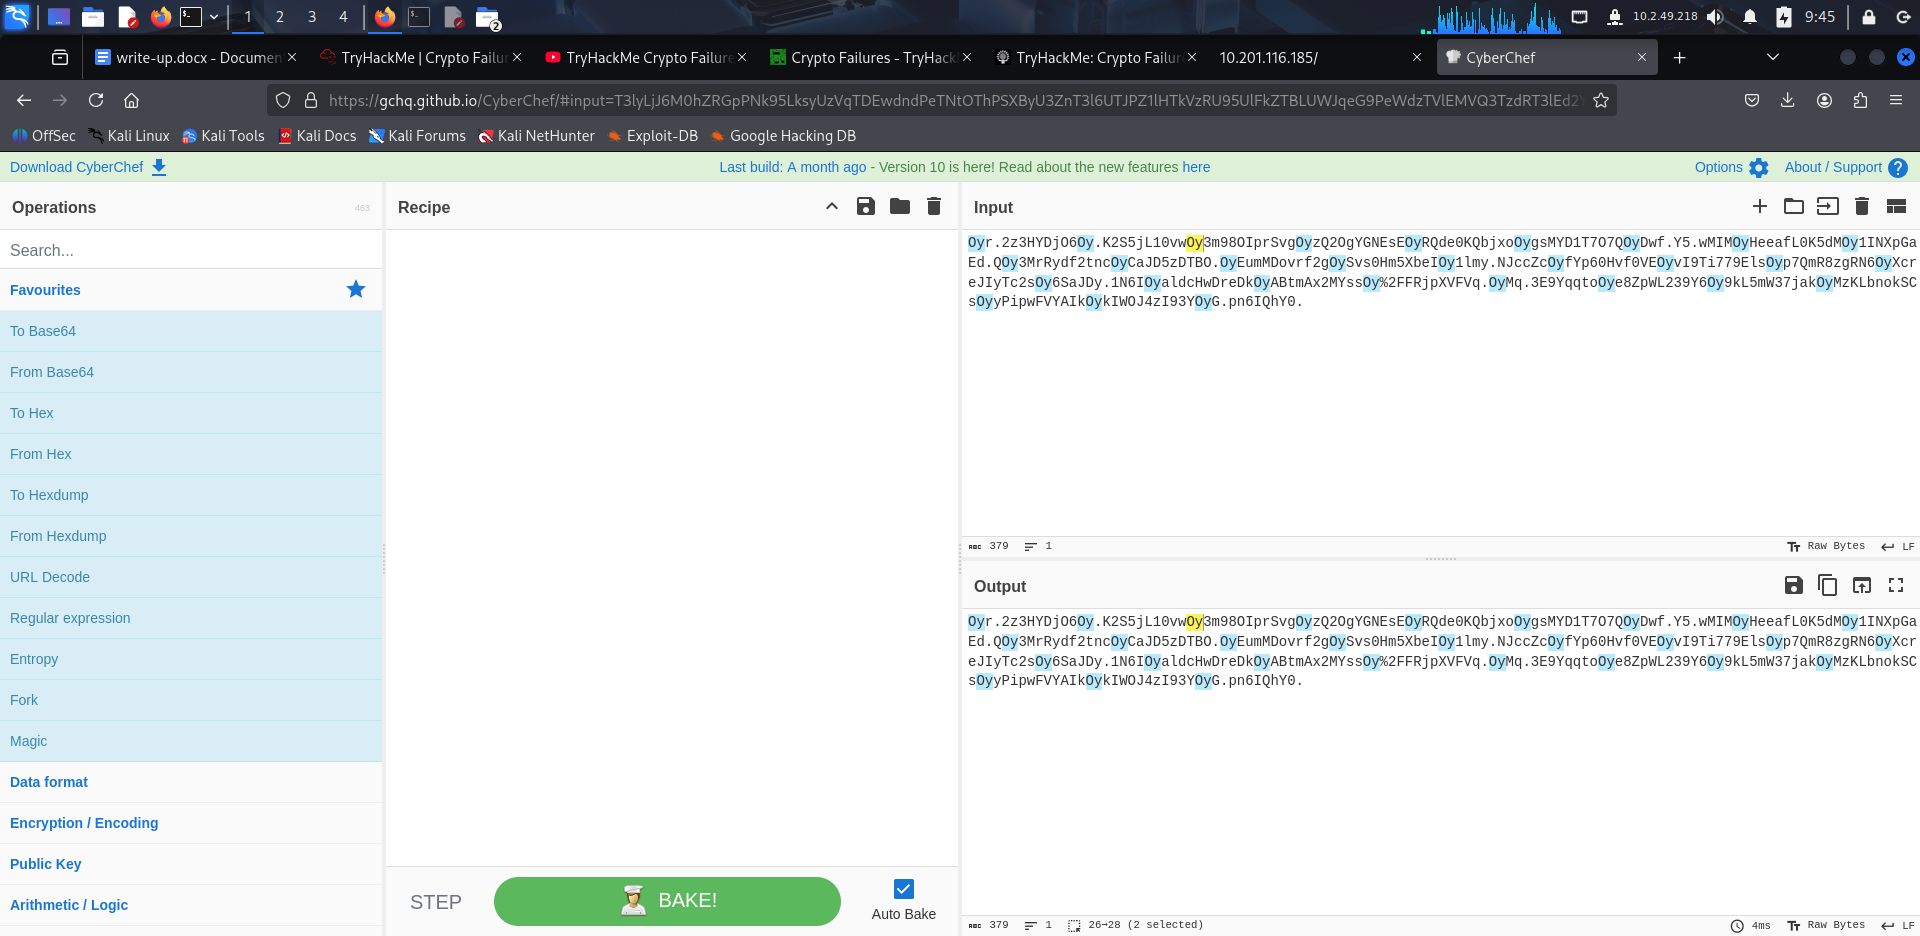 1 2 3 4 2 10.2.49.218 9:45
write-up.docx - Documen TryHackMe | Crypto Failur TryHackMe Crypto Failure Crypto Failures - TryHack TryHackMe: Crypto Failur 10.201.116.185/ CyberChef
https://gchq.github.io/CyberChef/#input=T3lyLjJ6M0hZRGpPNk95LksyUzVqTDEwdndPeTNtOThPSXByU3ZnT3l6UTJPZ1lHTkVzRU95UlFkZTBLUWJqeG9PeWdzTVlEMVQ3TzdRT3lEd2
OffSec Kali Linux Kali Tools Kali Docs Kali Forums Kali NetHunter Exploit-DB Google Hacking DB
Download CyberChef Last build: A month ago - Version 10 is here! Read about the new features here Options About / Support
Operations 463 Recipe Input
Search...
Oyr.2z3HYDjO6Oy.K2S5jL10vwOy3m98OIprSvgOyzQ2OgYGNEsEOyRQde0KQbjxoOygsMYD1T7O7QOyDwf.Y5.wMIMOyHeeafL0K5dMOy1INXpGa
Ed.QOy3MrRydf2tncOyCaJD5zDTBO.OyEumMDovrf2gOySvs0Hm5XbeIOy1lmy.NJccZcOyfYp60Hvf0VEOyvI9Ti779ElsOyp7QmR8zgRN6OyXcr
eJIyTc2sOy6SaJDy.1N6IOyaldcHwDreDkOyABtmAx2MYssOy%2FFRjpXVFVq.OyMq.3E9YqqtoOye8ZpWL239Y6Oy9kL5mW37jakOyMzKLbnokSC
sOyyPipwFVYAIkOykIWOJ4zI93YOyG.pn6IQhY0.
Favourites
To Base64
From Base64
To Hex
From Hex
To Hexdump
From Hexdump
URL Decode
Regular expression
Entropy
Fork
Magic
Data format
Encryption / Encoding
Public Key
Arithmetic / Logic
STEP BAKE! Auto Bake
ABC 379 1 Raw Bytes LF
Output
Oyr.2z3HYDjO6Oy.K2S5jL10vwOy3m98OIprSvgOyzQ2OgYGNEsEOyRQde0KQbjxoOygsMYD1T7O7QOyDwf.Y5.wMIMOyHeeafL0K5dMOy1INXpGa
Ed.QOy3MrRydf2tncOyCaJD5zDTBO.OyEumMDovrf2gOySvs0Hm5XbeIOy1lmy.NJccZcOyfYp60Hvf0VEOyvI9Ti779ElsOyp7QmR8zgRN6OyXcr
eJIyTc2sOy6SaJDy.1N6IOyaldcHwDreDkOyABtmAx2MYssOy%2FFRjpXVFVq.OyMq.3E9YqqtoOye8ZpWL239Y6Oy9kL5mW37jakOyMzKLbnokSC
sOyyPipwFVYAIkOykIWOJ4zI93YOyG.pn6IQhY0.
ABC 379 1 26→28 (2 selected) 4ms Raw Bytes LF